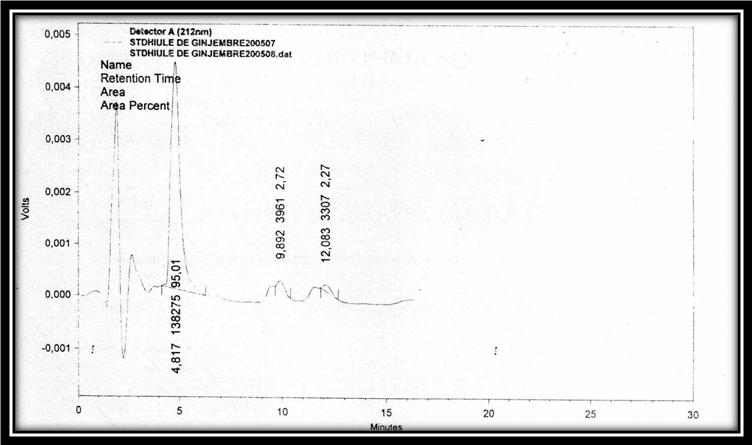 Detector A (212nm)
STDHIULE DE GINJEMBRE200507
STDHIULE DE GINJEMBRE200508.dat
Name
Retention Time
Area
Area Percent
0,005
0,004
0,003
0,002
0,001
0,000
-0,001
Volts
4,817 138275 95,01
9,892 3961 2,72
12,083 3307 2,27
0 5 10 15 20 25 30
Minutes